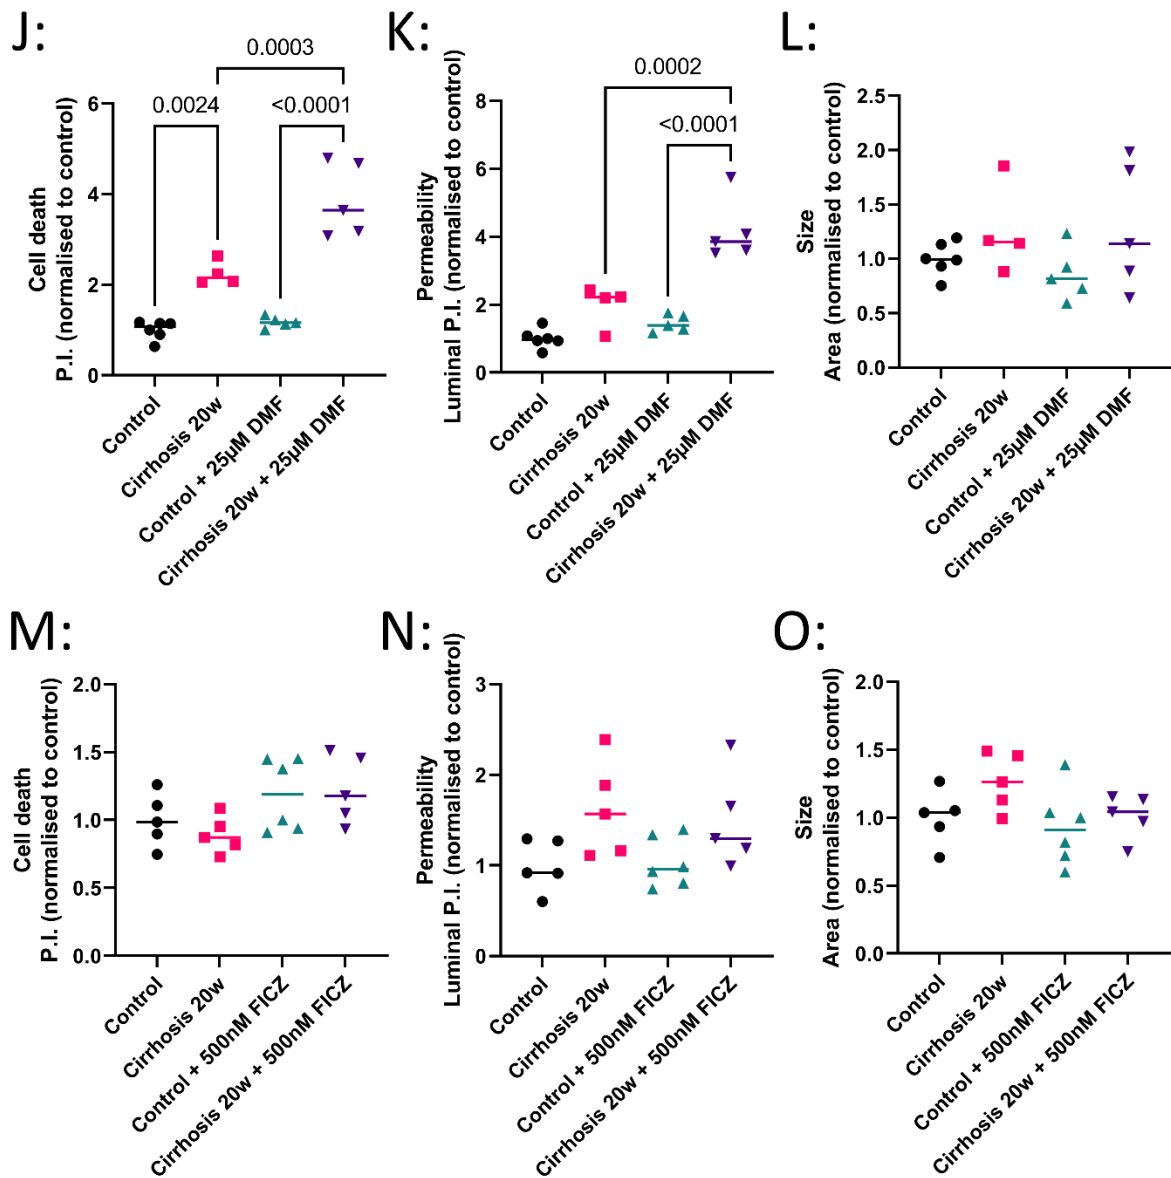 J:
0.0003
0.0024
<0.0001
Cell death
P.I. (normalised to control)
6
4
2
0
Control
Cirrhosis 20w
Control + 25µM DMF
Cirrhosis 20w + 25µM DMF
K:
0.0002
<0.0001
Permeability
Luminal P.I. (normalised to control)
8
6
4
2
0
Control
Cirrhosis 20w
Control + 25µM DMF
Cirrhosis 20w + 25µM DMF
L:
Size
Area (normalised to control)
2.5
2.0
1.5
1.0
0.5
0.0
Control
Cirrhosis 20w
Control + 25µM DMF
Cirrhosis 20w + 25µM DMF
M:
Cell death
P.I. (normalised to control)
2.0
1.5
1.0
0.5
0.0
Control
Cirrhosis 20w
Control + 500nM FICZ
Cirrhosis 20w + 500nM FICZ
N:
Permeability
Luminal P.I. (normalised to control)
3
2
1
0
Control
Cirrhosis 20w
Control + 500nM FICZ
Cirrhosis 20w + 500nM FICZ
O:
Size
Area (normalised to control)
2.0
1.5
1.0
0.5
0.0
Control
Cirrhosis 20w
Control + 500nM FICZ
Cirrhosis 20w + 500nM FICZ